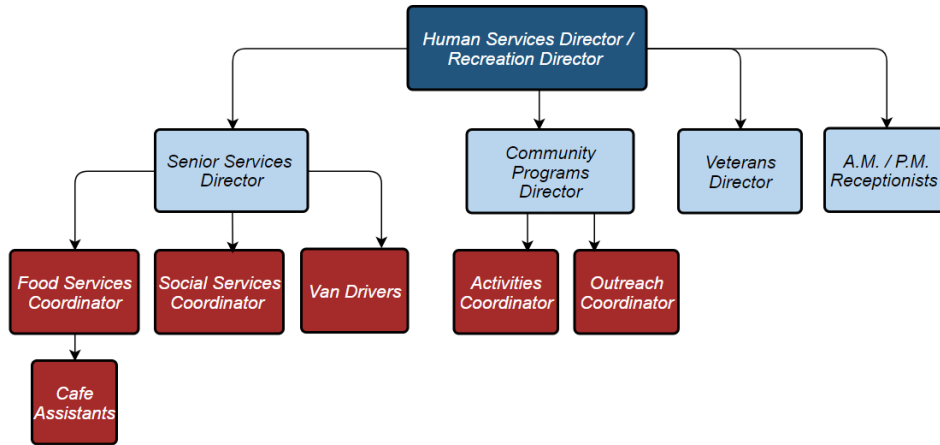 Human Services Director /
Recreation Director
Senior Services
Director
Community
Programs
Director
Veterans
Director
A.M. / P.M.
Receptionists
Food Services
Coordinator
Social Services
Coordinator
Van Drivers
Activities
Coordinator
Outreach
Coordinator
Cafe
Assistants